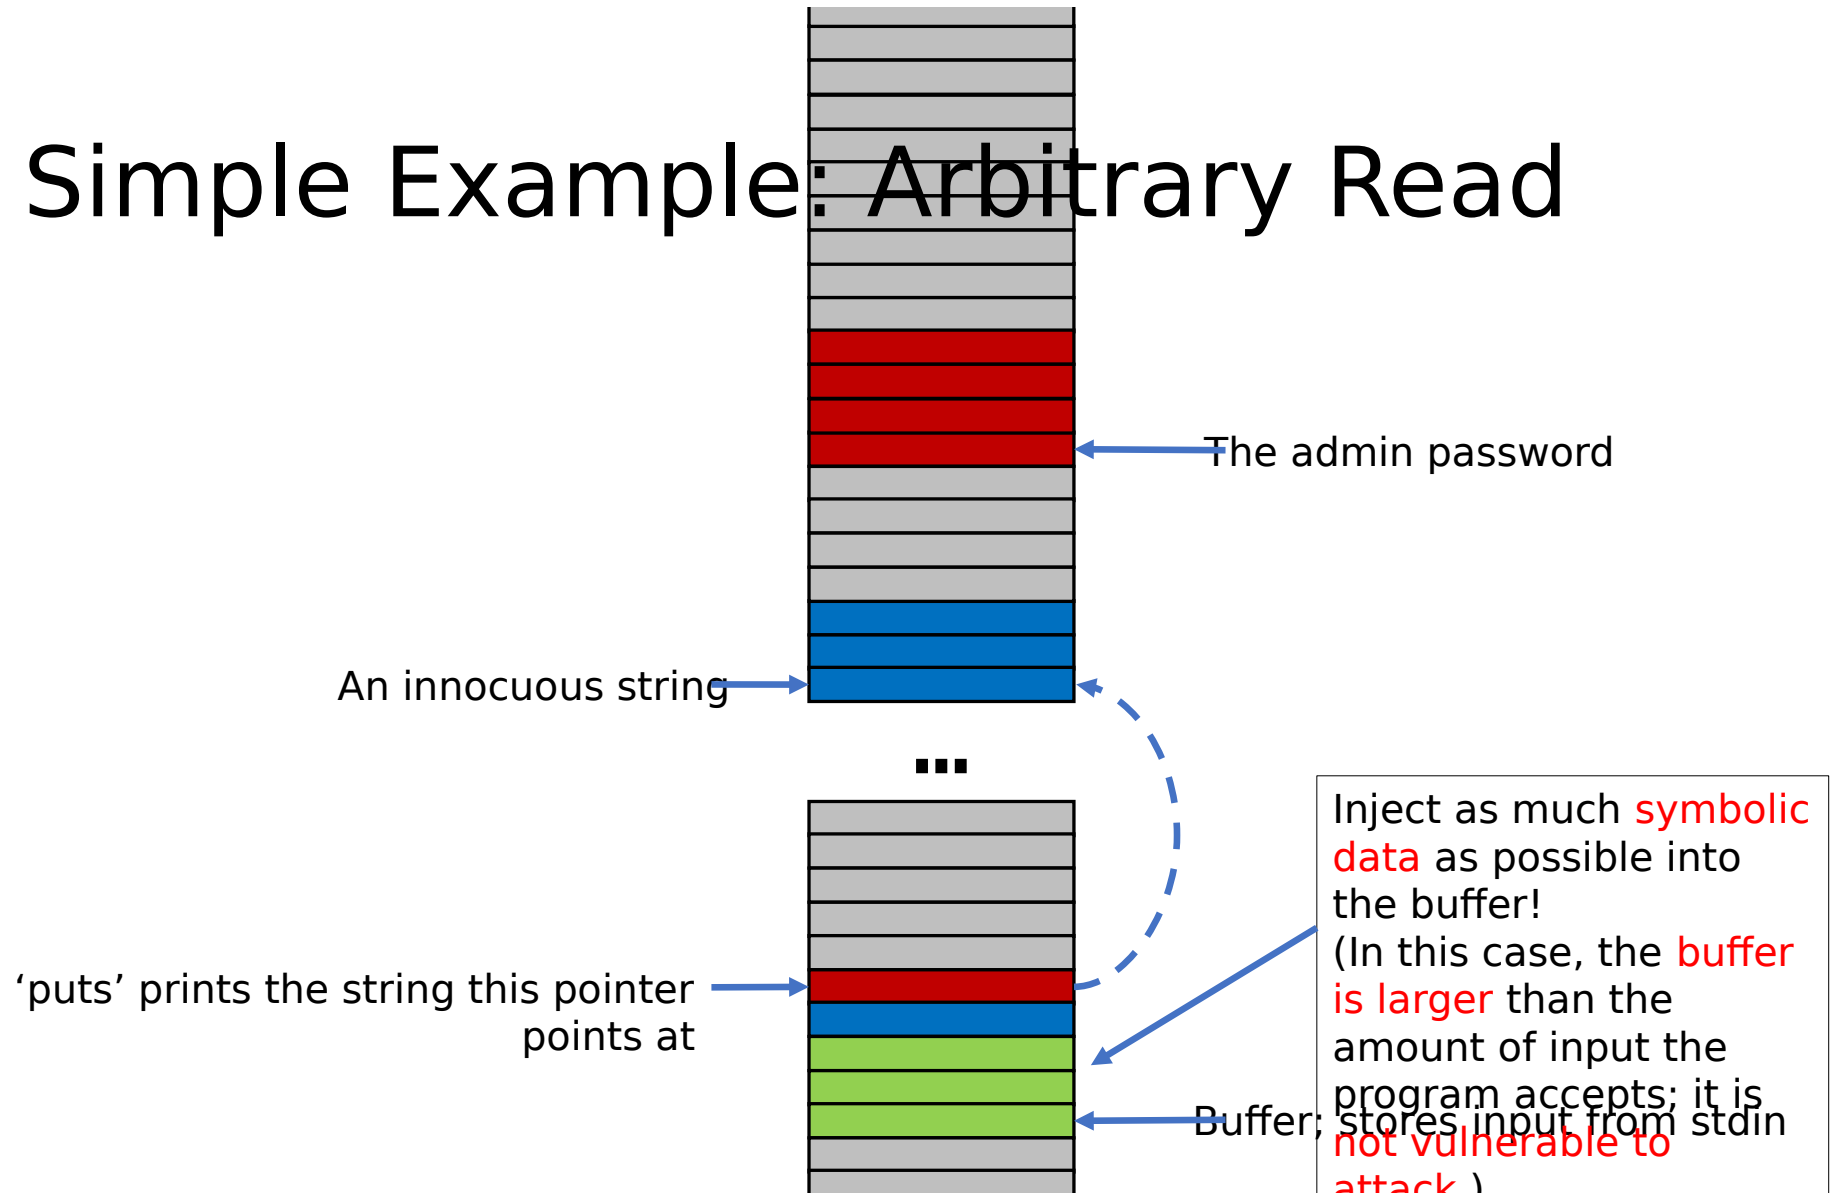 Simple Example: Arbitrary Read
The admin password
An innocuous string
…
‘puts’ prints the string this pointer
points at
Inject as much symbolic
data as possible into
the buffer!
(In this case, the buffer
is larger than the
amount of input the
program accepts; it is
not vulnerable to
attack.)
Buffer; stores input from stdin